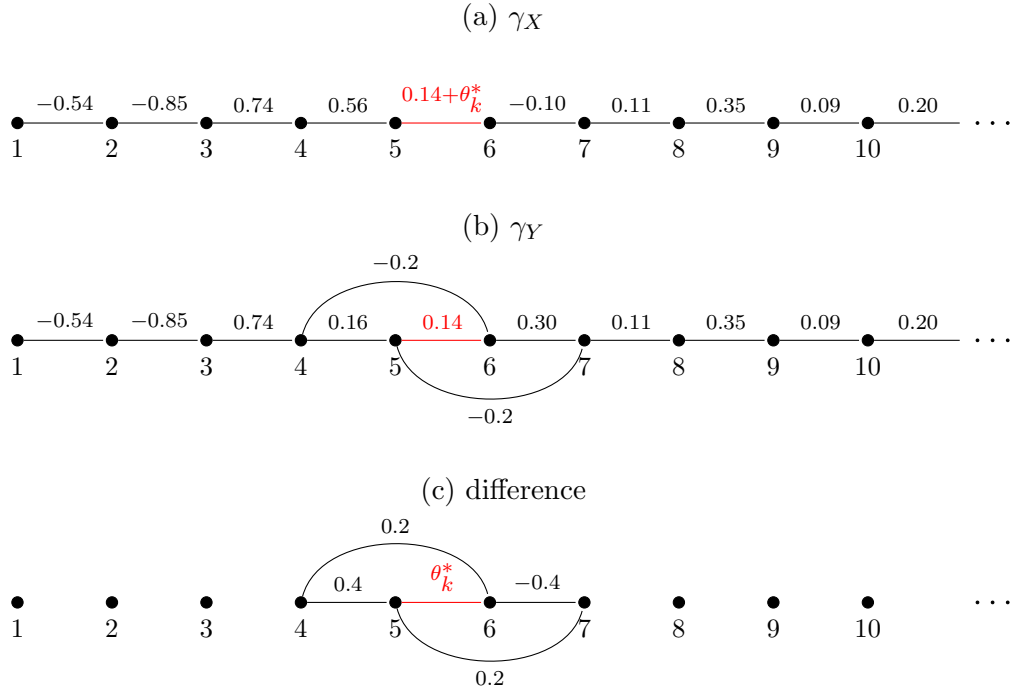 (a) γ_X
−0.54 −0.85 0.74 0.56 0.14+θ*_k −0.10 0.11 0.35 0.09 0.20
1 2 3 4 5 6 7 8 9 10 ···
(b) γ_Y
−0.2
−0.54 −0.85 0.74 0.16 0.14 0.30 0.11 0.35 0.09 0.20
1 2 3 4 5 6 7 8 9 10 ···
−0.2
(c) difference
0.2
0.4 θ*_k −0.4
1 2 3 4 5 6 7 8 9 10 ···
0.2